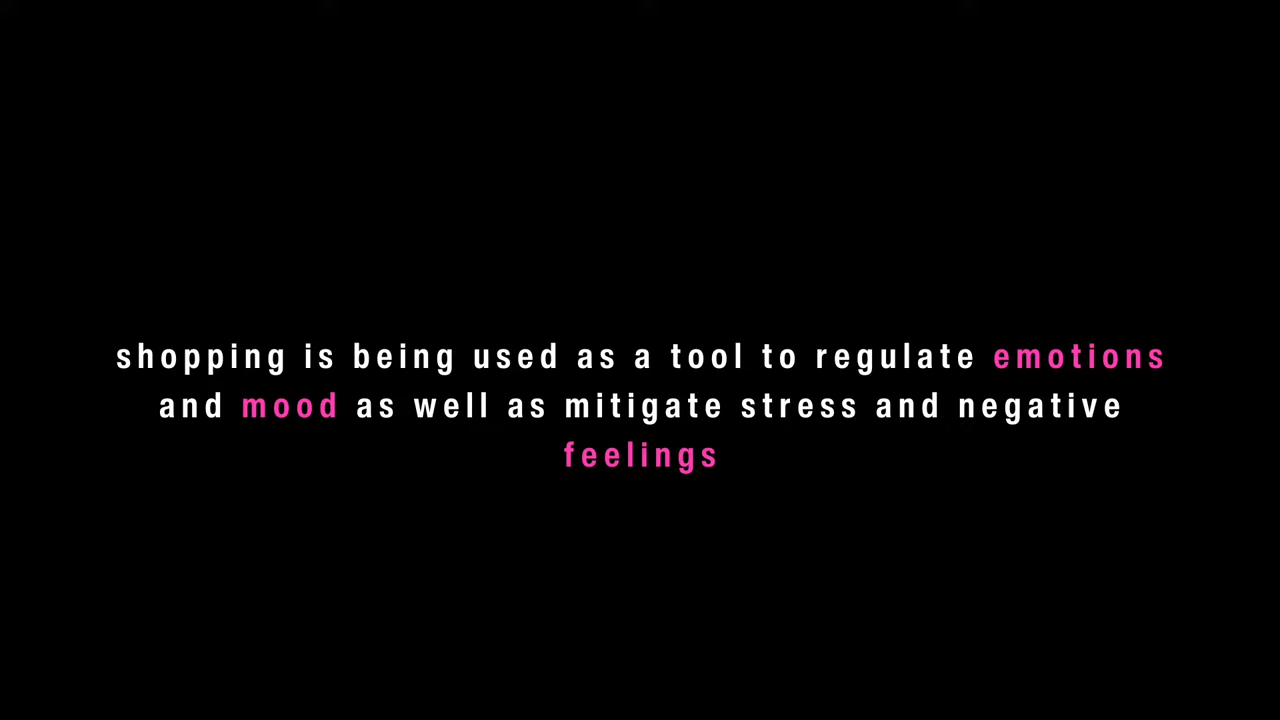 shopping is being used as a tool to regulate emotions
and mood as well as mitigate stress and negative
feelings